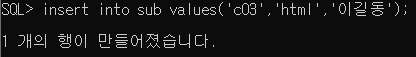 SQL> insert into sub values('c03','html','이길동');
1 개의 행이 만들어졌습니다.